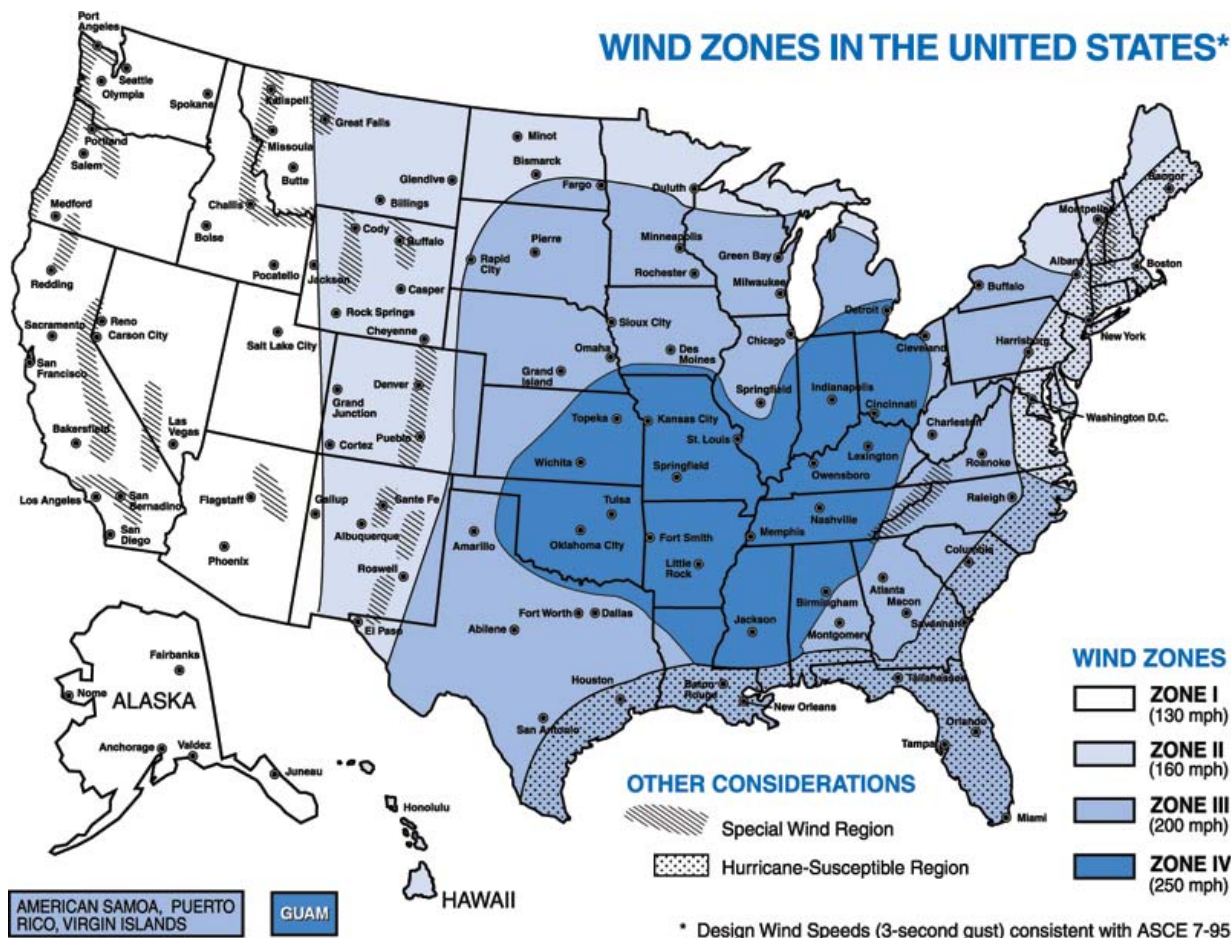 WIND ZONES IN THE UNITED STATES*
Port
Angeles
Seattle
Olympia
Spokane
Kalispell
Great Falls
Missoula
Butte
Portland
Salem
Medford
Challis
Boise
Pocatello
Glendive
Billings
Minot
Bismarck
Fargo
Duluth
Bangor
Montpelier
Cody
Buffalo
Jackson
Casper
Rock Springs
Cheyenne
Rapid
City
Pierre
Minneapolis
Rochester
Green Bay
Milwaukee
Albany
Boston
Buffalo
Redding
Sacramento
San
Francisco
Reno
Carson City
Salt Lake City
Sioux City
Des
Moines
Omaha
Grand
Island
Chicago
Detroit
Cleveland
Harrisburg
New York
Washington D.C.
Denver
Grand
Junction
Cortez
Pueblo
Topeka
Kansas City
St. Louis
Springfield
Indianapolis
Cincinnati
Charleston
Lexington
Owensboro
Roanoke
Raleigh
Bakersfield
Las
Vegas
Los Angeles
San
Bernadino
San
Diego
Flagstaff
Phoenix
Gallup
Sante Fe
Albuquerque
Roswell
El Paso
Wichita
Springfield
Tulsa
Oklahoma City
Amarillo
Fort Smith
Little
Rock
Memphis
Nashville
Columbia
Atlanta
Macon
Savannah
Birmingham
Montgomery
Jackson
Fort Worth
Dallas
Abilene
Houston
San Antonio
Baton
Rouge
New Orleans
Tallahassee
Orlando
Tampa
Miami
Fairbanks
Nome
ALASKA
Anchorage
Valdez
Juneau
Honolulu
HAWAII
AMERICAN SAMOA, PUERTO
RICO, VIRGIN ISLANDS
GUAM
OTHER CONSIDERATIONS
Special Wind Region
Hurricane-Susceptible Region
WIND ZONES
ZONE I
(130 mph)
ZONE II
(160 mph)
ZONE III
(200 mph)
ZONE IV
(250 mph)
* Design Wind Speeds (3-second gust) consistent with ASCE 7-95